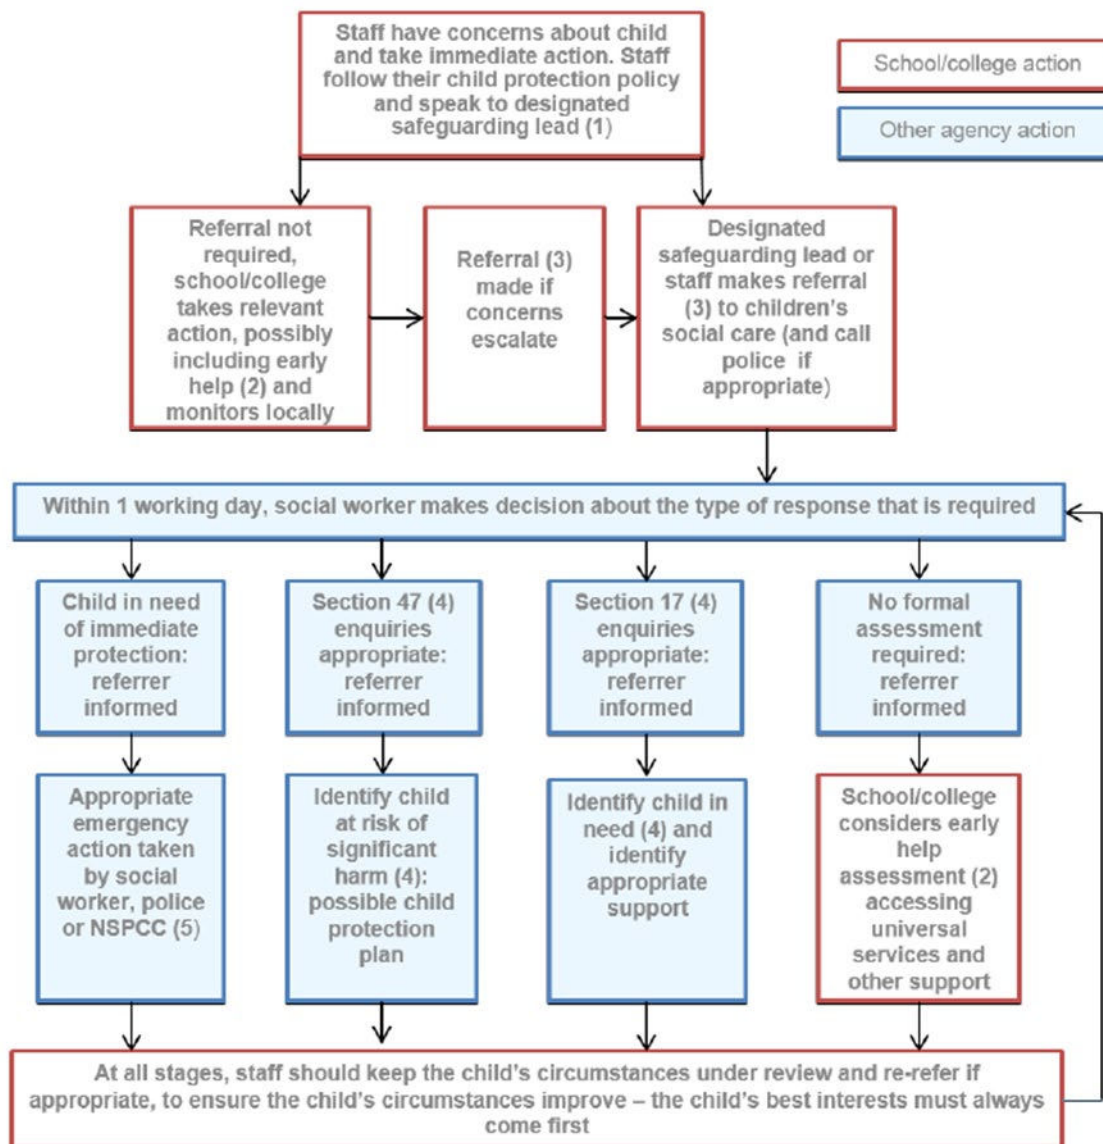 Staff have concerns about child
and take immediate action. Staff
follow their child protection policy
and speak to designated
safeguarding lead (1)
School/college action
Other agency action
Referral not
required,
school/college
takes relevant
action, possibly
including early
help (2) and
monitors locally
Referral (3)
made if
concerns
escalate
Designated
safeguarding lead or
staff makes referral
(3) to children's
social care (and call
police if
appropriate)
Within 1 working day, social worker makes decision about the type of response that is required
Child in need
of immediate
protection:
referrer
informed
Section 47 (4)
enquiries
appropriate:
referrer
informed
Section 17 (4)
enquiries
appropriate:
referrer
informed
No formal
assessment
required:
referrer
informed
Appropriate
emergency
action taken
by social
worker, police
or NSPCC (5)
Identify child
at risk of
significant
harm (4):
possible child
protection
plan
Identify child in
need (4) and
identify
appropriate
support
School/college
considers early
help
assessment (2)
accessing
universal
services and
other support
At all stages, staff should keep the child's circumstances under review and re-refer if
appropriate, to ensure the child's circumstances improve – the child's best interests must always
come first